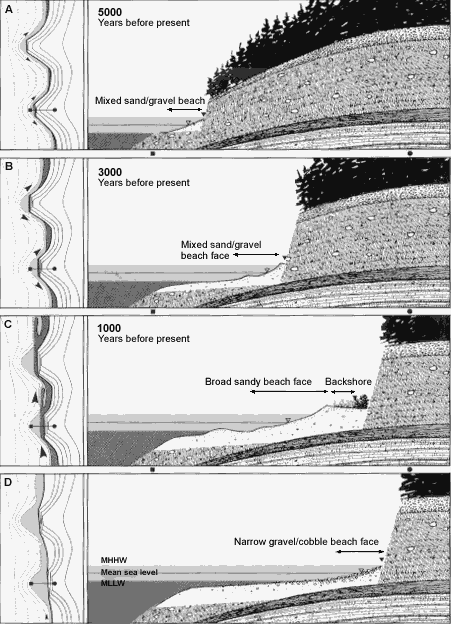 A
5000
Years before present
Mixed sand/gravel beach
B
3000
Years before present
Mixed sand/gravel
beach face
C
1000
Years before present
Broad sandy beach face
Backshore
D
Narrow gravel/cobble beach face
MHHW
Mean sea level
MLLW